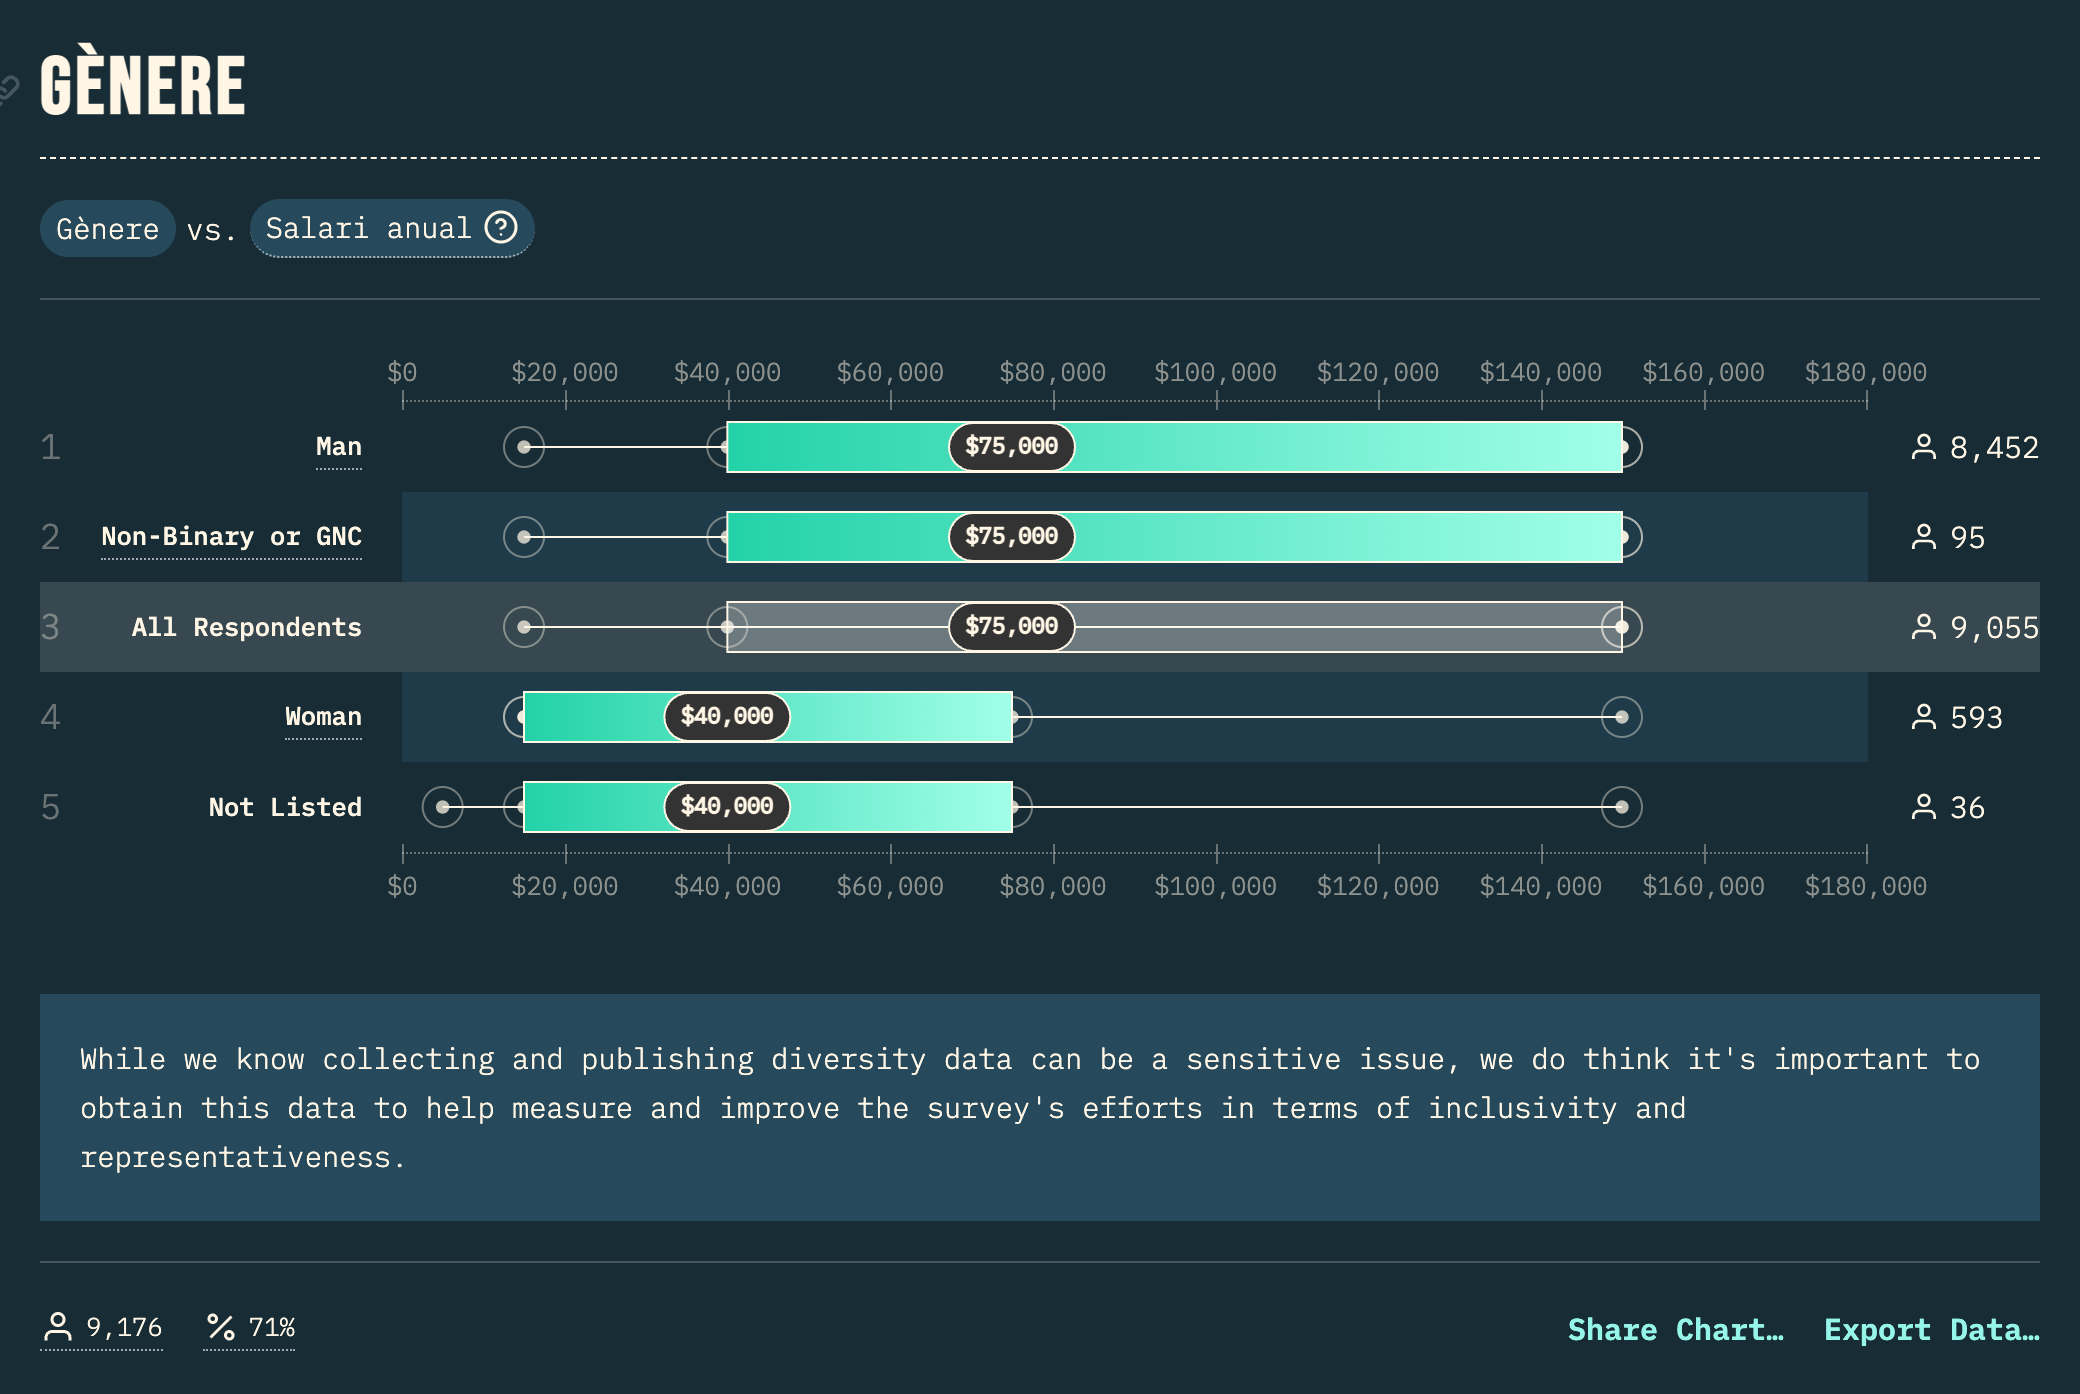 GÈNERE
Gènere vs. Salari anual ?
$0 $20,000 $40,000 $60,000 $80,000 $100,000 $120,000 $140,000 $160,000 $180,000
1 Man $75,000 8,452
2 Non-Binary or GNC $75,000 95
3 All Respondents $75,000 9,055
4 Woman $40,000 593
5 Not Listed $40,000 36
$0 $20,000 $40,000 $60,000 $80,000 $100,000 $120,000 $140,000 $160,000 $180,000
While we know collecting and publishing diversity data can be a sensitive issue, we do think it's important to
obtain this data to help measure and improve the survey's efforts in terms of inclusivity and
representativeness.
9,176 % 71% Share Chart… Export Data…